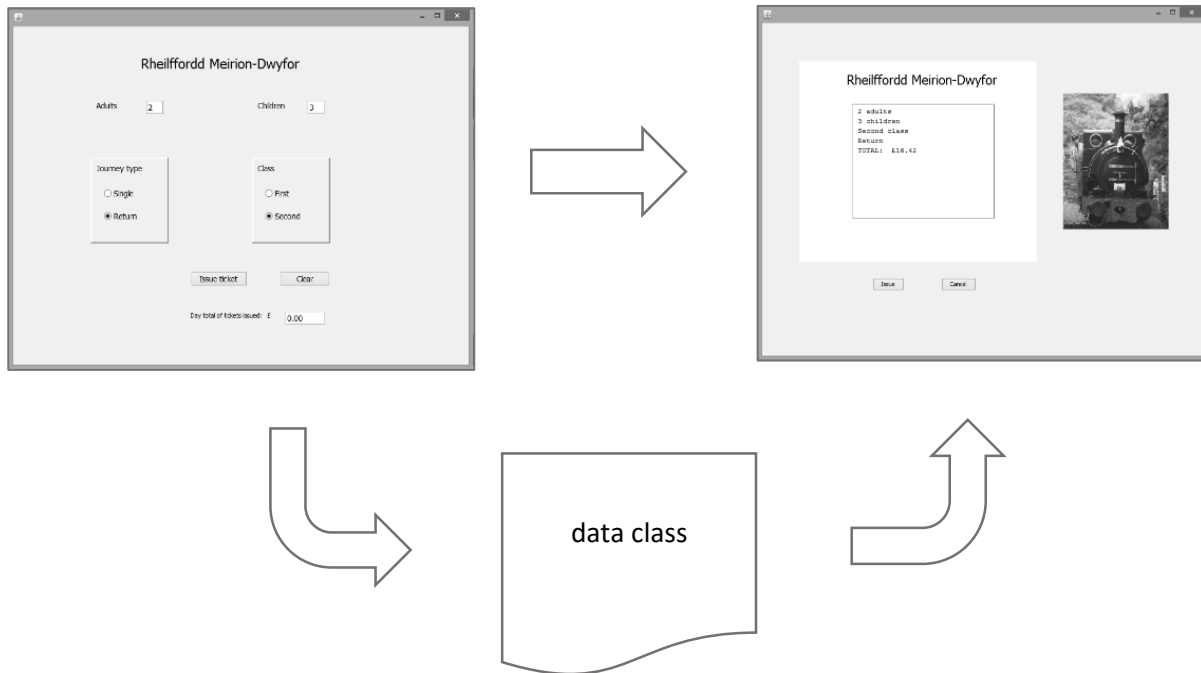 Rheilffordd Meirion-Dwyfor
Adults 2 Children 3
Journey type
Single
Return
Class
First
Second
Issue ticket Clear
Day total of tickets issued: £ 0.00
Rheilffordd Meirion-Dwyfor
2 adults
3 children
Second class
Return
TOTAL: £16.42
Issue Cancel
data class